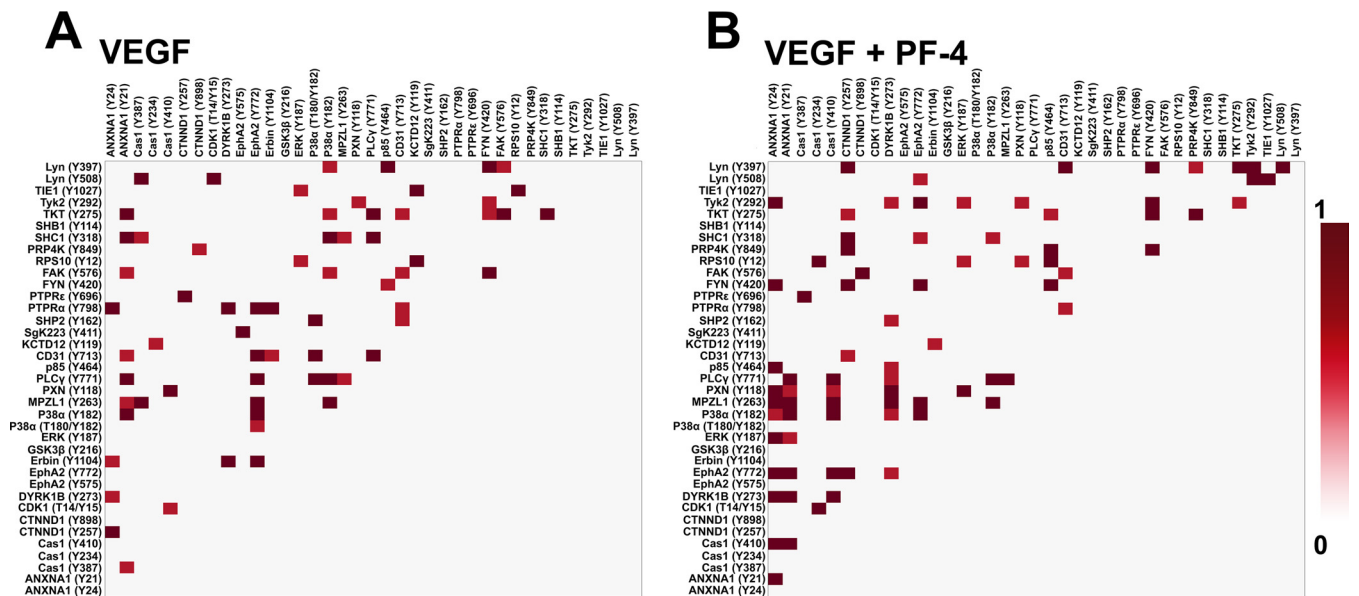 A
VEGF
ANXNA1 (Y24)
ANXNA1 (Y21)
Cas1 (Y387)
Cas1 (Y234)
Cas1 (Y410)
CTNND1 (Y257)
CTNND1 (Y898)
CDK1 (T14/Y15)
DYRK1B (Y273)
EphA2 (Y575)
EphA2 (Y772)
Erbin (Y1104)
GSK3β (Y216)
ERK (Y187)
P38α (T180/Y182)
P38α (Y182)
MPZL1 (Y263)
PXN (Y118)
PLCγ (Y771)
p85 (Y464)
CD31 (Y713)
KCTD12 (Y119)
SgK223 (Y411)
SHP2 (Y162)
PTPRα (Y798)
PTPRε (Y696)
FYN (Y420)
FAK (Y576)
RPS10 (Y12)
PRP4K (Y849)
SHC1 (Y318)
SHB1 (Y114)
TKT (Y275)
Tyk2 (Y292)
TIE1 (Y1027)
Lyn (Y508)
Lyn (Y397)
Lyn (Y397)
Lyn (Y508)
TIE1 (Y1027)
Tyk2 (Y292)
TKT (Y275)
SHB1 (Y114)
SHC1 (Y318)
PRP4K (Y849)
RPS10 (Y12)
FAK (Y576)
FYN (Y420)
PTPRε (Y696)
PTPRα (Y798)
SHP2 (Y162)
SgK223 (Y411)
KCTD12 (Y119)
CD31 (Y713)
p85 (Y464)
PLCγ (Y771)
PXN (Y118)
MPZL1 (Y263)
P38α (Y182)
P38α (T180/Y182)
ERK (Y187)
GSK3β (Y216)
Erbin (Y1104)
EphA2 (Y772)
EphA2 (Y575)
DYRK1B (Y273)
CDK1 (T14/Y15)
CTNND1 (Y898)
CTNND1 (Y257)
Cas1 (Y410)
Cas1 (Y234)
Cas1 (Y387)
ANXNA1 (Y21)
ANXNA1 (Y24)
B
VEGF + PF-4
ANXNA1 (Y24)
ANXNA1 (Y21)
Cas1 (Y387)
Cas1 (Y234)
Cas1 (Y410)
CTNND1 (Y257)
CTNND1 (Y898)
CDK1 (T14/Y15)
DYRK1B (Y273)
EphA2 (Y575)
EphA2 (Y772)
Erbin (Y1104)
GSK3β (Y216)
ERK (Y187)
P38α (T180/Y182)
P38α (Y182)
MPZL1 (Y263)
PXN (Y118)
PLCγ (Y771)
p85 (Y464)
CD31 (Y713)
KCTD12 (Y119)
SgK223 (Y411)
SHP2 (Y162)
PTPRα (Y798)
PTPRε (Y696)
FYN (Y420)
FAK (Y576)
RPS10 (Y12)
PRP4K (Y849)
SHC1 (Y318)
SHB1 (Y114)
TKT (Y275)
Tyk2 (Y292)
TIE1 (Y1027)
Lyn (Y508)
Lyn (Y397)
Lyn (Y397)
Lyn (Y508)
TIE1 (Y1027)
Tyk2 (Y292)
TKT (Y275)
SHB1 (Y114)
SHC1 (Y318)
PRP4K (Y849)
RPS10 (Y12)
FAK (Y576)
FYN (Y420)
PTPRε (Y696)
PTPRα (Y798)
SHP2 (Y162)
SgK223 (Y411)
KCTD12 (Y119)
CD31 (Y713)
p85 (Y464)
PLCγ (Y771)
PXN (Y118)
MPZL1 (Y263)
P38α (Y182)
P38α (T180/Y182)
ERK (Y187)
GSK3β (Y216)
Erbin (Y1104)
EphA2 (Y772)
EphA2 (Y575)
DYRK1B (Y273)
CDK1 (T14/Y15)
CTNND1 (Y898)
CTNND1 (Y257)
Cas1 (Y410)
Cas1 (Y234)
Cas1 (Y387)
ANXNA1 (Y21)
ANXNA1 (Y24)
1
0